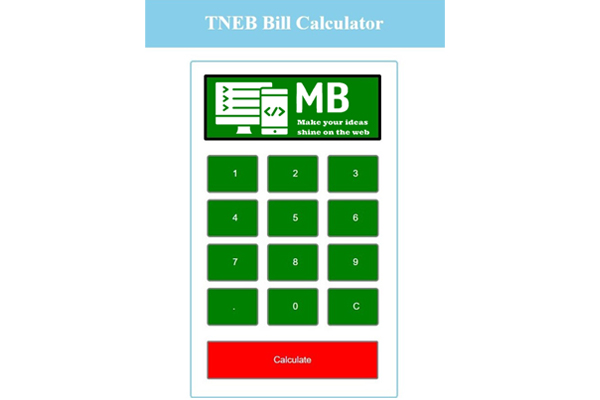 TNEB Bill Calculator
</>
MB
Make your ideas
shine on the web
1 2 3
4 5 6
7 8 9
. 0 C
Calculate